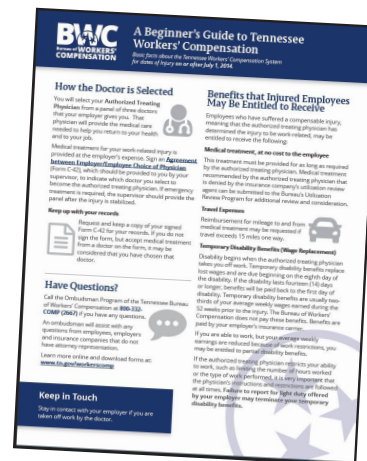 BWC
Bureau of WORKERS'
COMPENSATION
A Beginner's Guide to Tennessee
Workers' Compensation
Basic facts about the Tennessee Workers' Compensation System
for dates of injury on or after July 1, 2014
How the Doctor is Selected
You will select your Authorized Treating
Physician from a panel of three doctors
that your employer gives you. That
physician will provide the medical care
needed to help you return to your health
and to your job.
Medical treatment for your work-related injury is
provided at the employer's expense. Sign an Agreement
between Employer/Employee Choice of Physician
(Form C-42), which should be provided to you by your
supervisor, to indicate which doctor you select to
become the authorized treating physician. If emergency
treatment is required, the supervisor should provide the
panel after the injury is stabilized.
Keep up with your records
Request and keep a copy of your signed
Form C-42 for your records. If you do not
sign the form, but accept medical treatment
from a doctor on the form, it may be
considered that you have chosen that
doctor.
Have Questions?
Call the Ombudsman Program of the Tennessee Bureau
of Workers' Compensation at 800-332-
COMP (2667) if you have any questions.
An ombudsman will assist with any
questions from employees, employers
and insurance companies that do not
have attorney representation.
Learn more online and download forms at:
www.tn.gov/workerscomp
Keep in Touch
Stay in contact with your employer if you are
taken off work by the doctor.
Benefits that Injured Employees
May Be Entitled to Receive
Employees who have suffered a compensable injury,
meaning that the authorized treating physician has
determined the injury to be work-related, may be
entitled to receive the following:
Medical treatment, at no cost to the employee
This treatment must be provided for as long as required
by the authorized treating physician. Medical treatment
recommended by the authorized treating physician that
is denied by the insurance company's utilization review
agent can be submitted to the Bureau's Utilization
Review Program for additional review and consideration.
Travel Expenses
Reimbursement for mileage to and from
medical treatment may be requested if
travel exceeds 15 miles one way.
Temporary Disability Benefits (Wage Replacement)
Disability begins when the authorized treating physician
takes you off work. Temporary disability benefits replace
lost wages and are due beginning on the eighth day of
the disability. If the disability lasts fourteen (14) days
or longer, benefits will be paid back to the first day of
disability. Temporary disability benefits are usually two-
thirds of your average weekly wages earned during the
52 weeks prior to the injury. The Bureau of Workers'
Compensation does not pay these benefits. Benefits are
paid by your employer's insurance carrier.
If you are able to work, but your average weekly
earnings are reduced because of work restrictions, you
may be entitled to partial disability benefits.
If the authorized treating physician restricts your ability
to work, such as limiting the number of hours worked
or the type of work performed, it is very important that
the physician's instructions and restrictions are followed
at all times. Failure to report for light duty offered
by your employer may terminate your temporary
disability benefits.